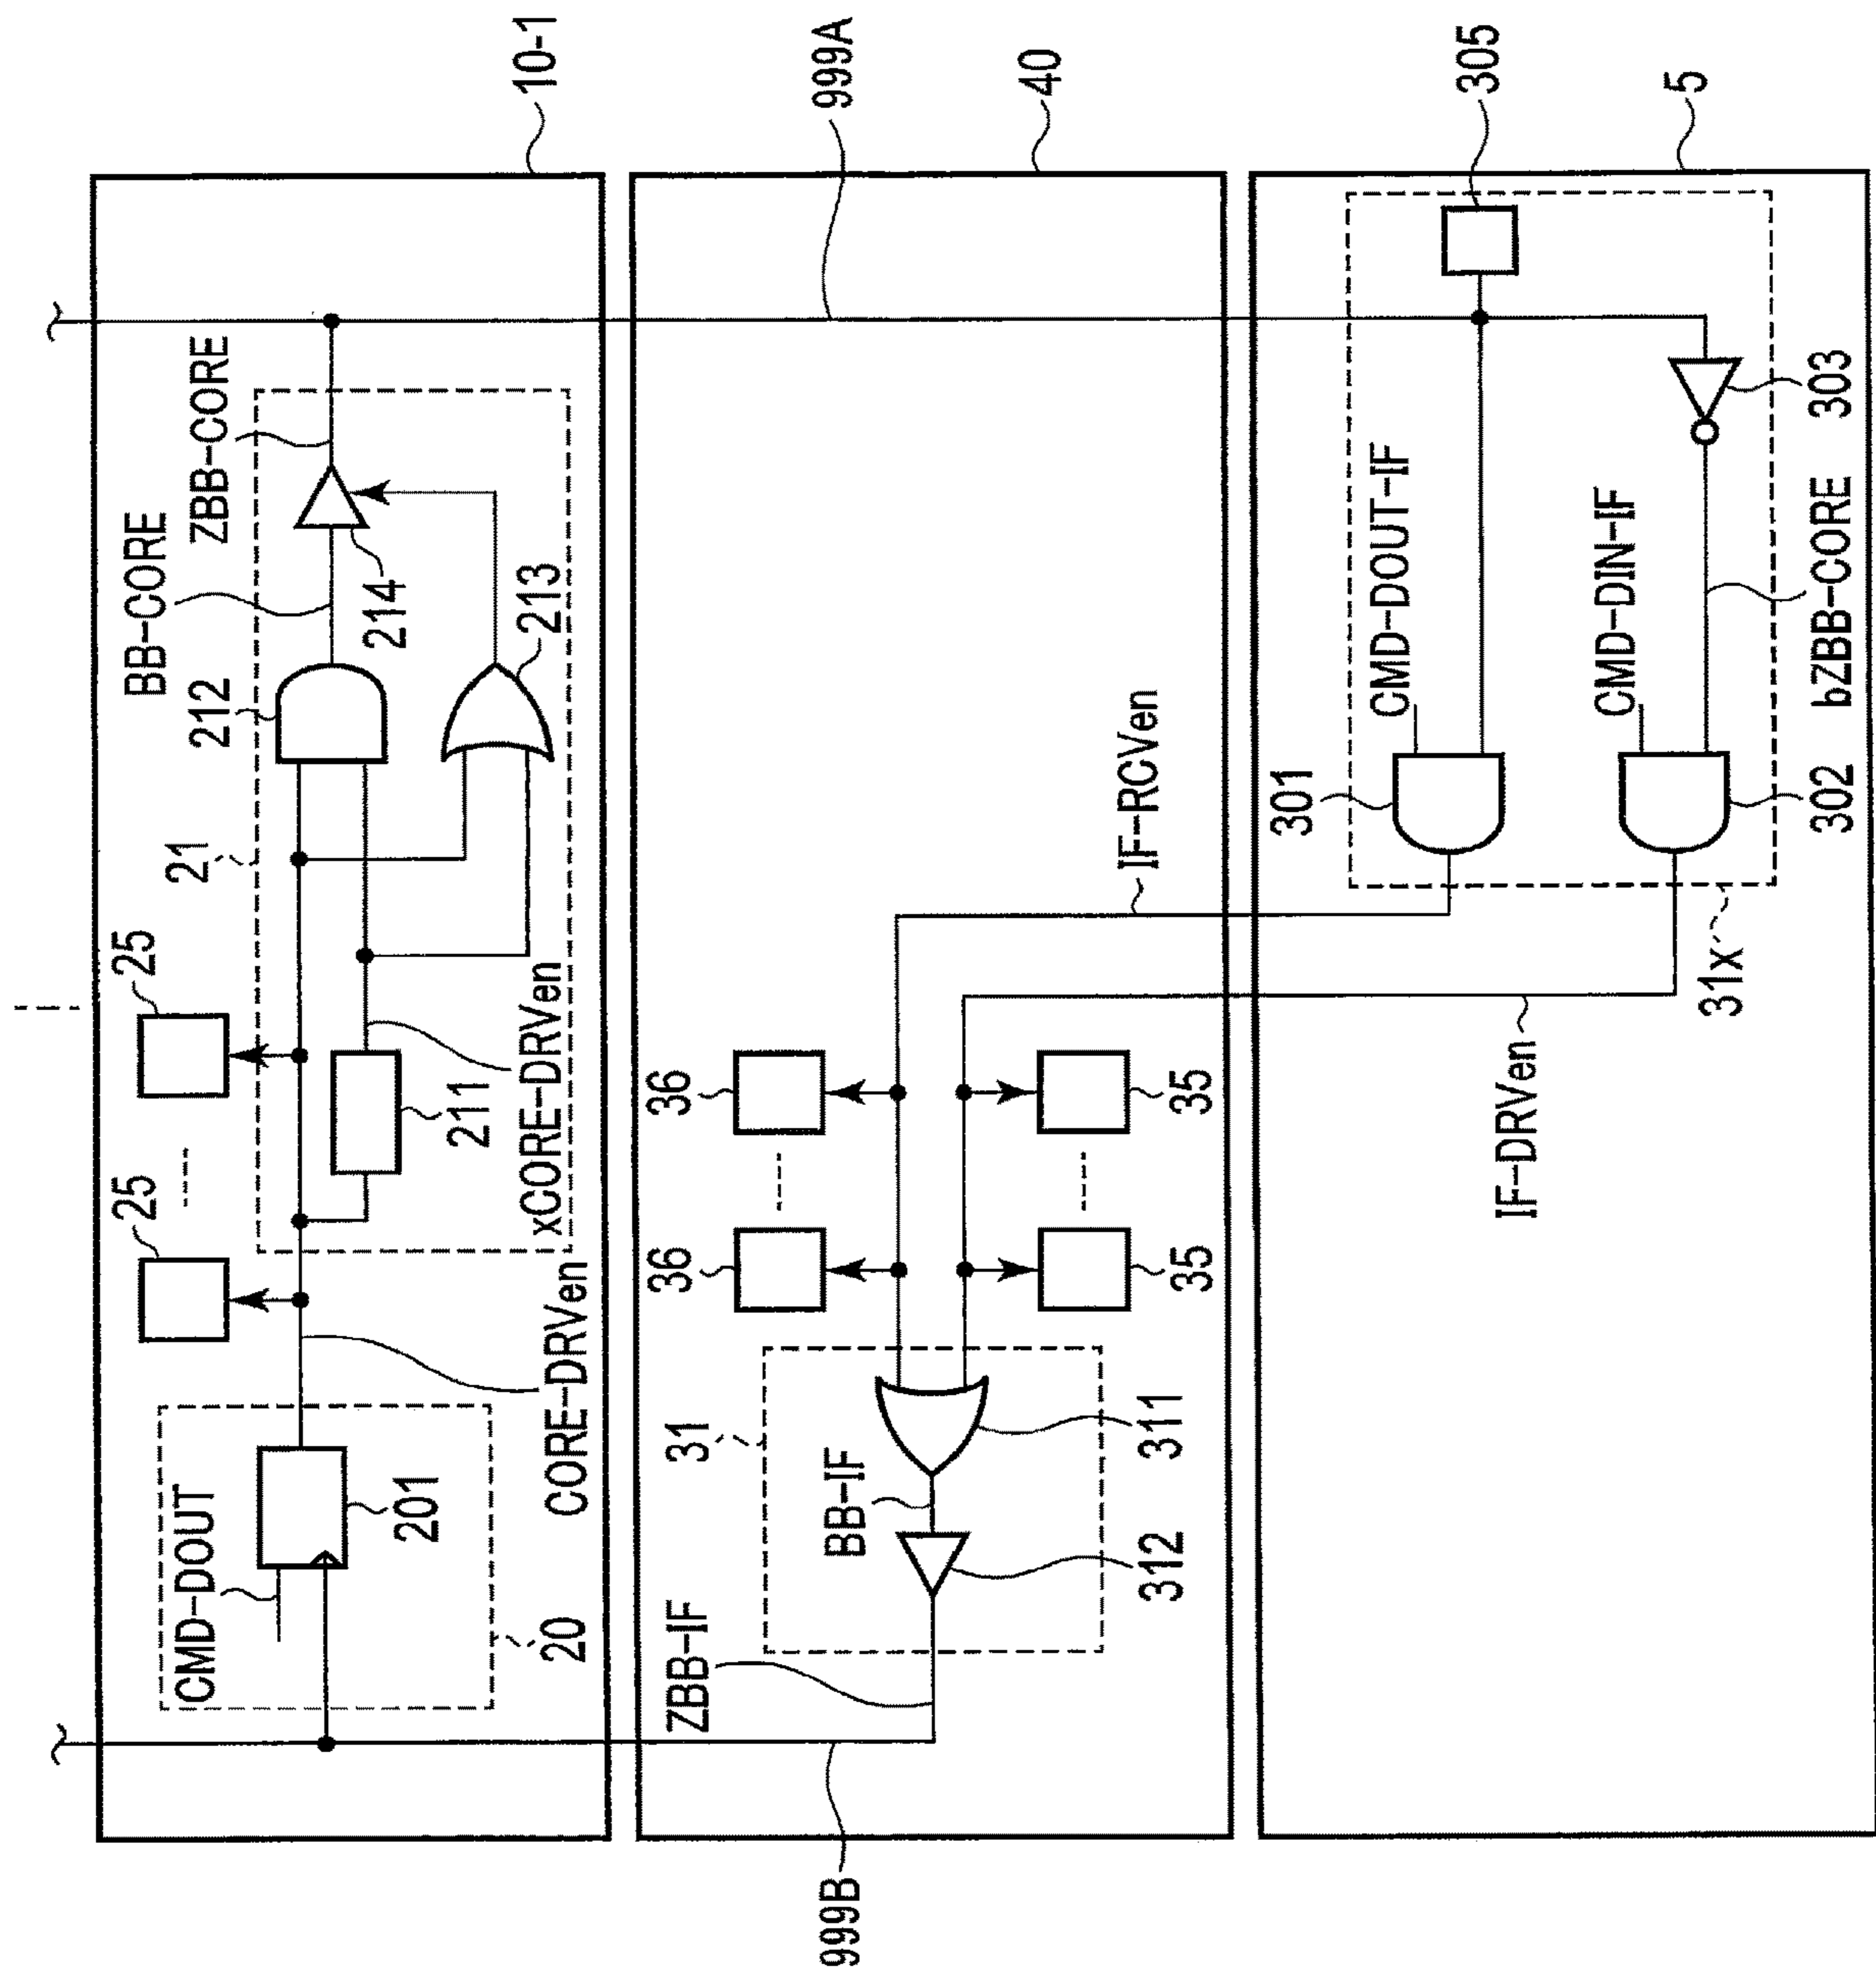 10-1
999A
40
305
5
ZBB-CORE
BB-CORE
214
213
212
21
25
25
211
xCORE-DRVen
CORE-DRVen
CMD-DOUT
201
20
IF-RCVen
36
36
35
35
31
BB-IF
311
312
ZBB-IF
999B
CMD-DOUT-IF
CMD-DIN-IF
303
bZBB-CORE
301
302
31x
IF-DRVen